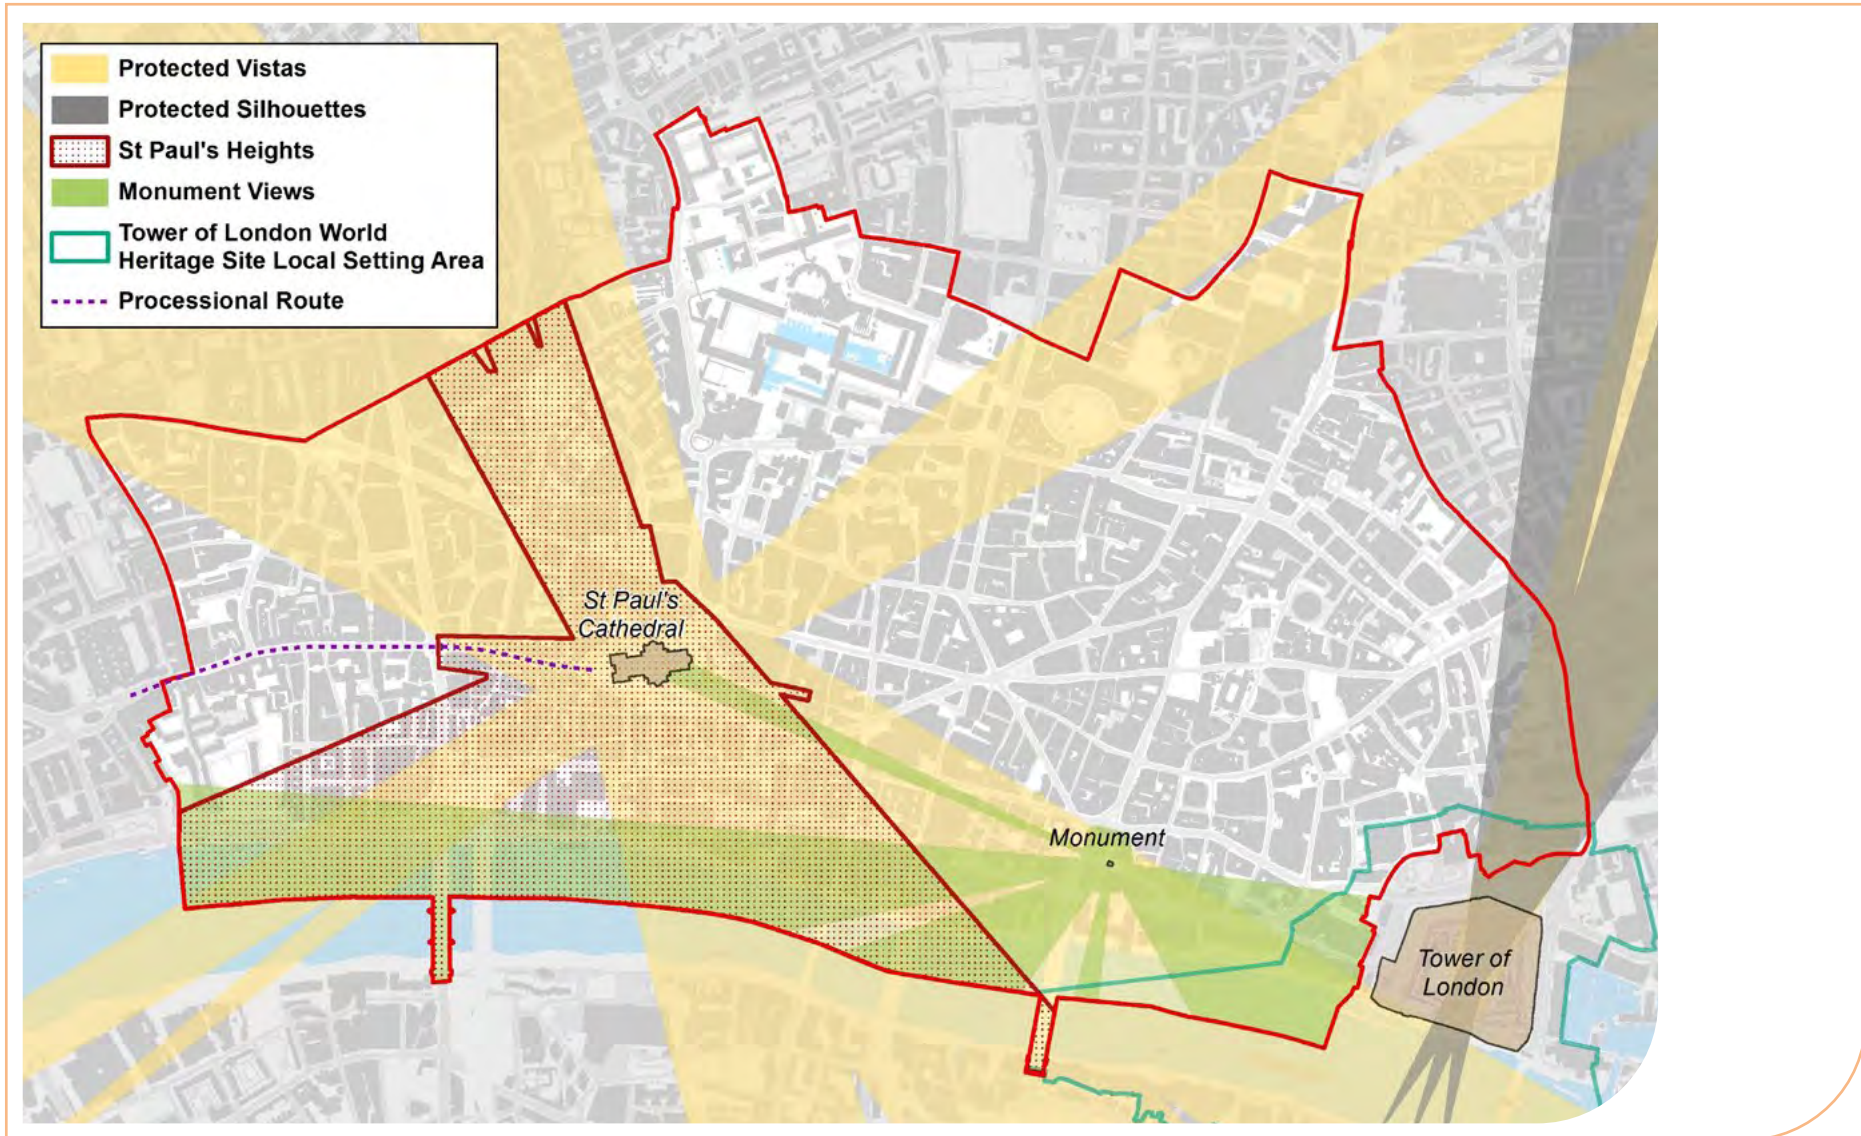 Protected Vistas
Protected Silhouettes
St Paul's Heights
Monument Views
Tower of London World
Heritage Site Local Setting Area
Processional Route
St Paul's
Cathedral
Monument
Tower of
London